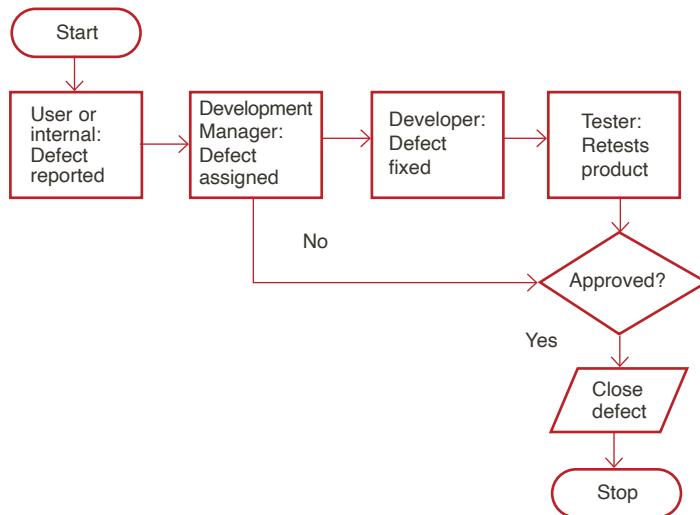 Start
User or
internal:
Defect
reported
Development
Manager:
Defect
assigned
Developer:
Defect
fixed
Tester:
Retests
product
No
Approved?
Yes
Close
defect
Stop